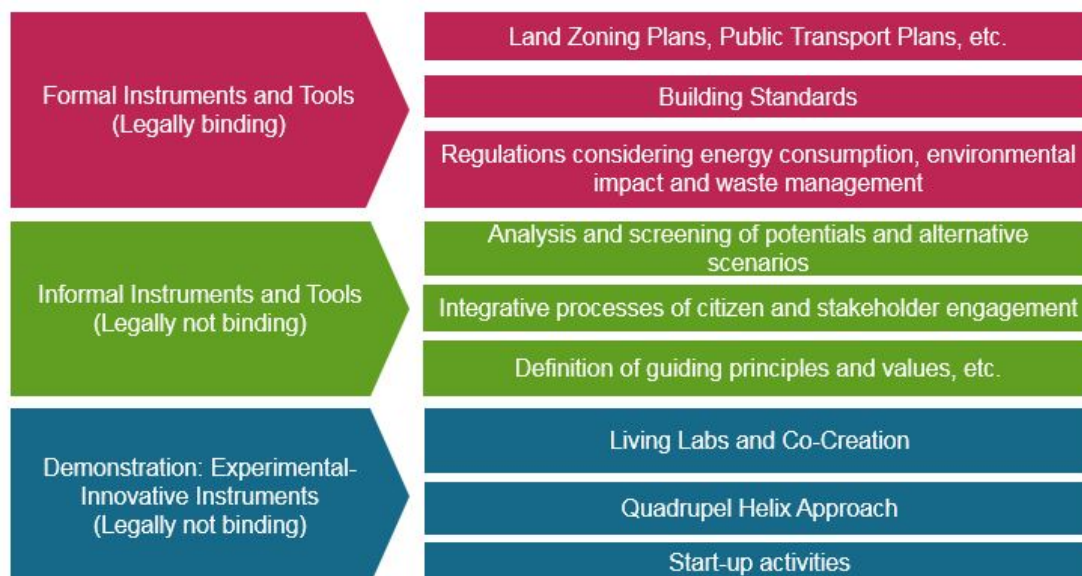 Formal Instruments and Tools
(Legally binding)
Land Zoning Plans, Public Transport Plans, etc.
Building Standards
Regulations considering energy consumption, environmental
impact and waste management
Informal Instruments and Tools
(Legally not binding)
Analysis and screening of potentials and alternative
scenarios
Integrative processes of citizen and stakeholder engagement
Definition of guiding principles and values, etc.
Demonstration: Experimental-
Innovative Instruments
(Legally not binding)
Living Labs and Co-Creation
Quadrupel Helix Approach
Start-up activities